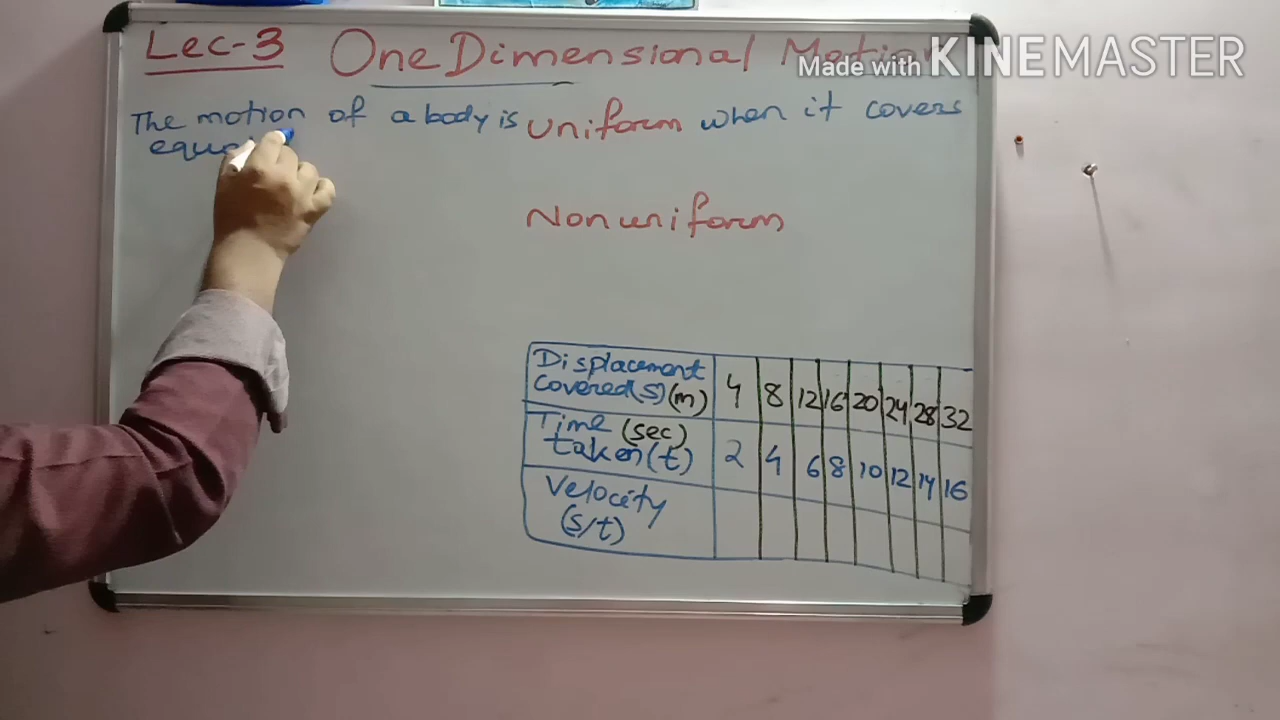 Lec-3 One Dimensional Motion
Made with KINEMASTER
The motion of a body is uniform when it covers
Nonuniform
Displacement covered(s)(m) 4 8 12 16 20 24 28 32
Time (sec) taken(t) 2 4 6 8 10 12 14 16
Velocity (s/t)